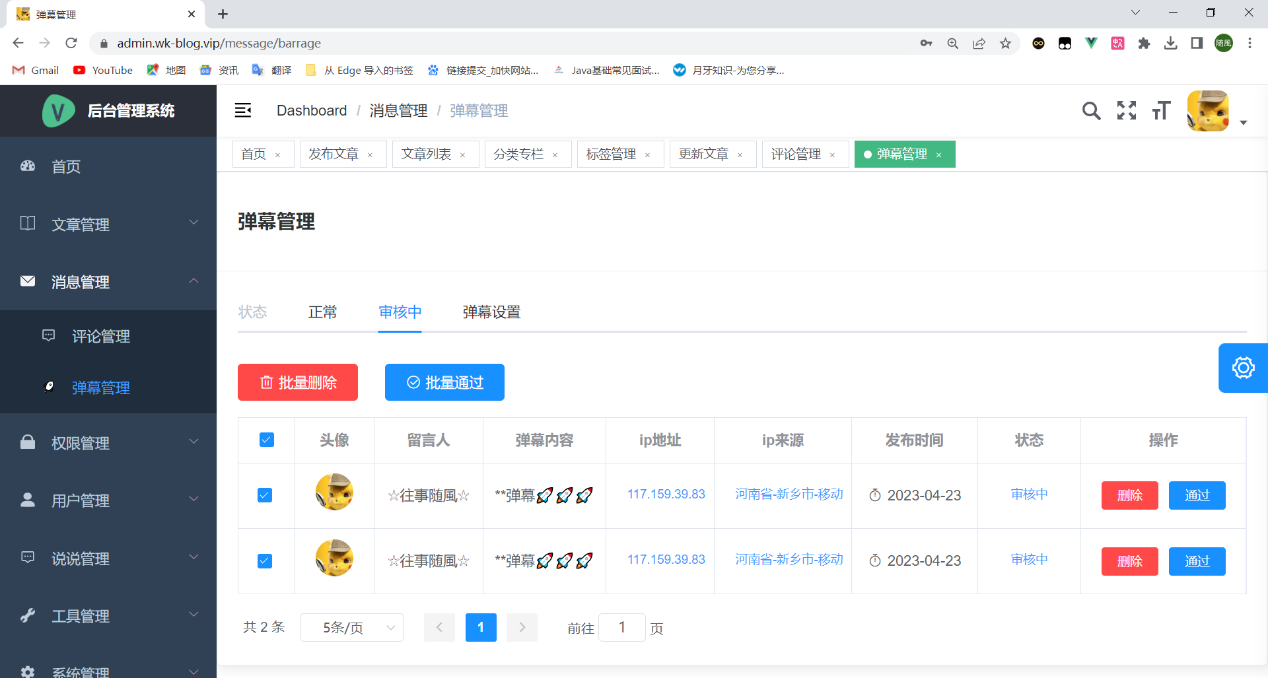 弹幕管理
admin.wk-blog.vip/message/barrage
随風
Gmail YouTube 地图 资讯 翻译 从 Edge 导入的书签 链接提交_加快网站... Java基础常见面试... 月牙知识-为您分享...
后台管理系统
Dashboard / 消息管理 / 弹幕管理
首页 × 发布文章 × 文章列表 × 分类专栏 × 标签管理 × 更新文章 × 评论管理 × 弹幕管理 ×
首页
文章管理
消息管理
评论管理
弹幕管理
权限管理
用户管理
说说管理
工具管理
系统管理
弹幕管理
状态 正常 审核中 弹幕设置
批量删除 批量通过
头像 留言人 弹幕内容 ip地址 ip来源 发布时间 状态 操作
☆往事随風☆ **弹幕🚀🚀🚀 117.159.39.83 河南省-新乡市-移动 2023-04-23 审核中 删除 通过
☆往事随風☆ **弹幕🚀🚀🚀 117.159.39.83 河南省-新乡市-移动 2023-04-23 审核中 删除 通过
共 2 条 5条/页 1 前往 1 页